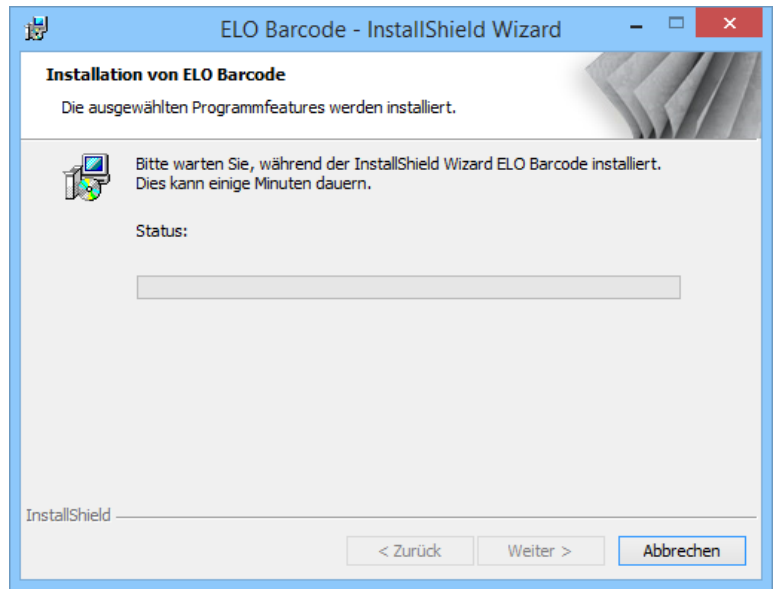 ELO Barcode - InstallShield Wizard
Installation von ELO Barcode
Die ausgewählten Programmfeatures werden installiert.
Bitte warten Sie, während der InstallShield Wizard ELO Barcode installiert.
Dies kann einige Minuten dauern.
Status:
InstallShield
< Zurück
Weiter >
Abbrechen